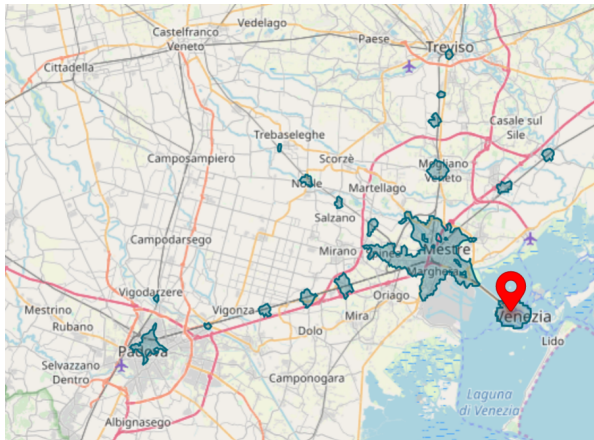 Vedelago
Castelfranco
Veneto
Paese
Treviso
Cittadella
Casale sul
Sile
Trebaseleghe
Camposampiero
Scorzè
Mogliano
Veneto
Noale
Martellago
Salzano
Campodarsego
Mirano
Mestre
Marghera
Vigodarzere
Oriago
Mestrino
Vigonza
Mira
Venezia
Rubano
Dolo
Padova
Lido
Selvazzano
Dentro
Camponogara
Laguna
di Venezia
Albignasego